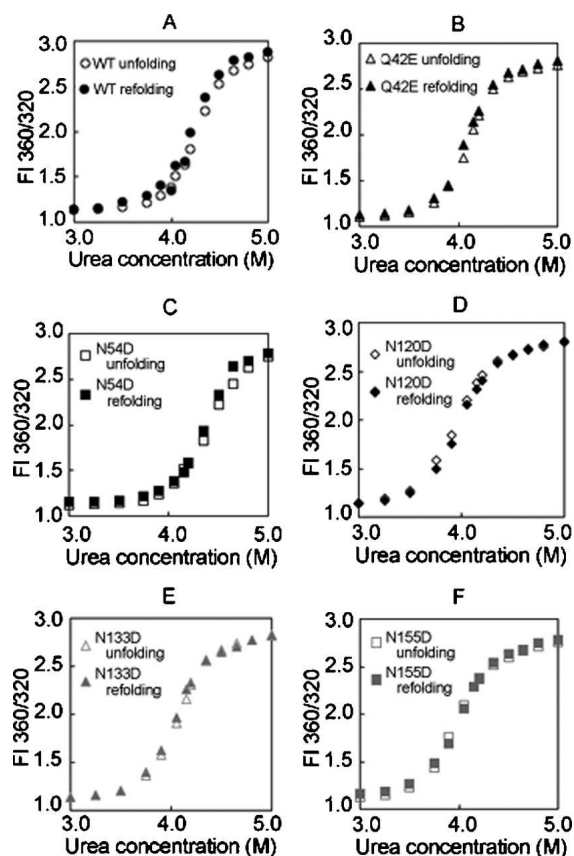 A
FI 360/320
3.0
2.5
2.0
1.5
1.0
WT unfolding
WT refolding
3.0 4.0 5.0
Urea concentration (M)
B
FI 360/320
3.0
2.5
2.0
1.5
1.0
Q42E unfolding
Q42E refolding
3.0 4.0 5.0
Urea concentration (M)
C
FI 360/320
3.0
2.5
2.0
1.5
1.0
N54D
unfolding
N54D
refolding
3.0 4.0 5.0
Urea concentration (M)
D
FI 360/320
3.0
2.5
2.0
1.5
1.0
N120D
unfolding
N120D
refolding
3.0 4.0 5.0
Urea concentration (M)
E
FI 360/320
3.0
2.5
2.0
1.5
1.0
N133D
unfolding
N133D
refolding
3.0 4.0 5.0
Urea concentration (M)
F
FI 360/320
3.0
2.5
2.0
1.5
1.0
N155D
unfolding
N155D
refolding
3.0 4.0 5.0
Urea concentration (M)